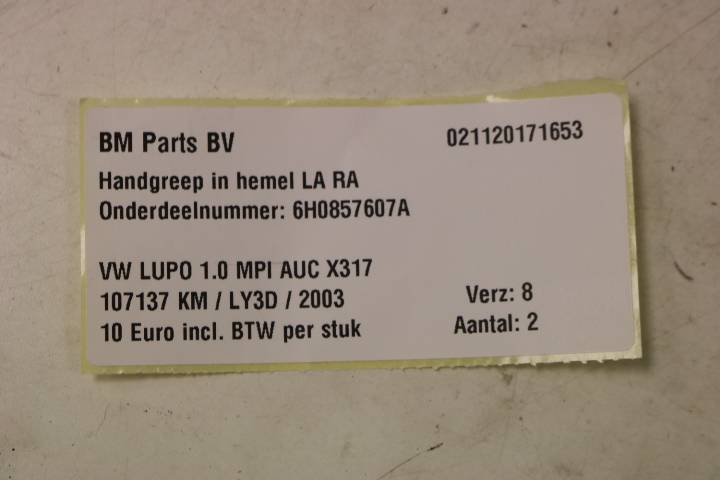 BM Parts BV 021120171653
Handgreep in hemel LA RA
Onderdeelnummer: 6H0857607A
VW LUPO 1.0 MPI AUC X317
107137 KM / LY3D / 2003 Verz: 8
10 Euro incl. BTW per stuk Aantal: 2